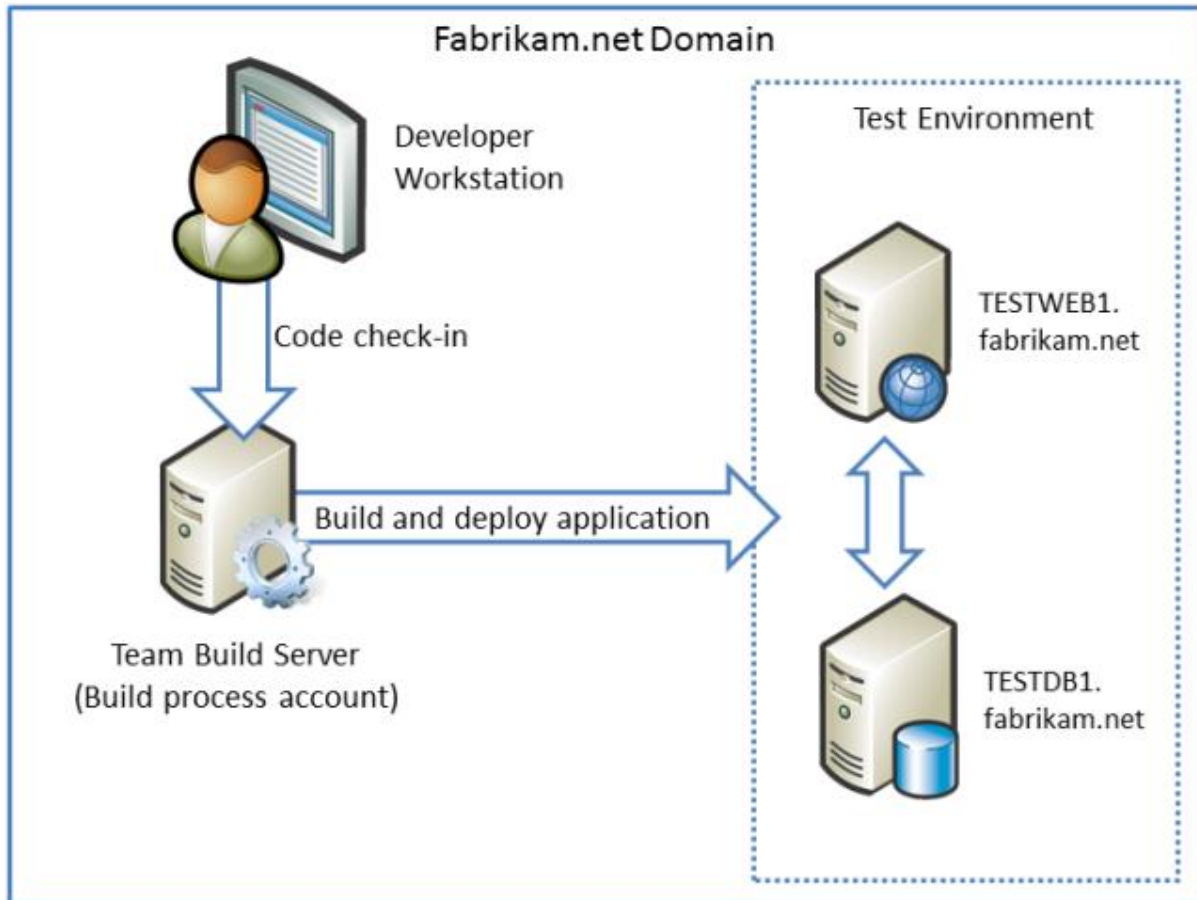 Fabrikam.net Domain
Developer
Workstation
Test Environment
TESTWEB1.
fabrikam.net
Code check-in
Build and deploy application
Team Build Server
(Build process account)
TESTDB1.
fabrikam.net